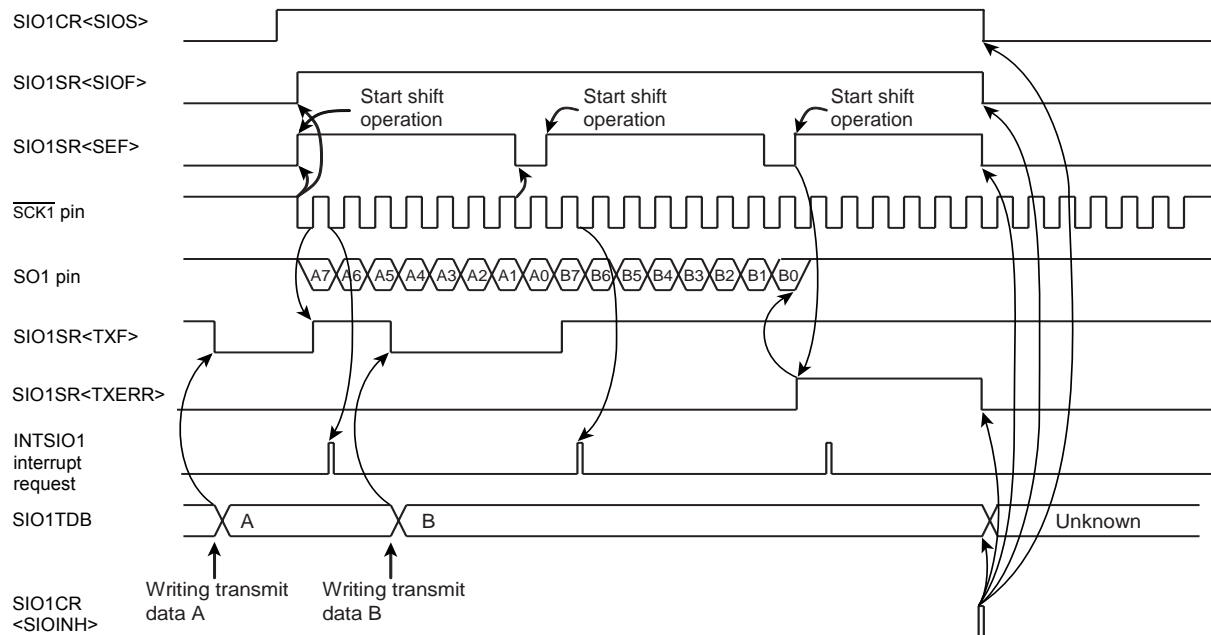 SIO1CR<SIOS>
SIO1SR<SIOF>
Start shift
operation
Start shift
operation
Start shift
operation
SIO1SR<SEF>
SCK1 pin
SO1 pin
A7 A6 A5 A4 A3 A2 A1 A0 B7 B6 B5 B4 B3 B2 B1 B0
SIO1SR<TXF>
SIO1SR<TXERR>
INTSIO1
interrupt
request
SIO1TDB
A
B
Unknown
Writing transmit
data A
Writing transmit
data B
SIO1CR
<SIOINH>